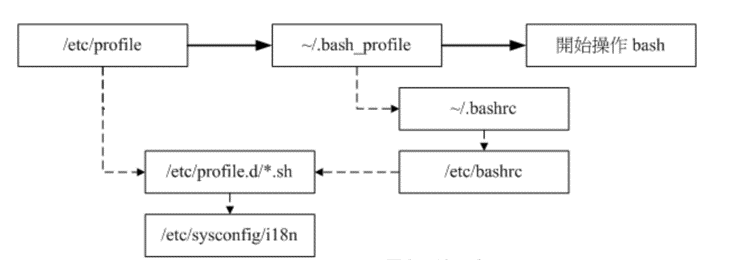 /etc/profile
~/.bash_profile
開始操作 bash
~/.bashrc
/etc/profile.d/*.sh
/etc/bashrc
/etc/sysconfig/i18n